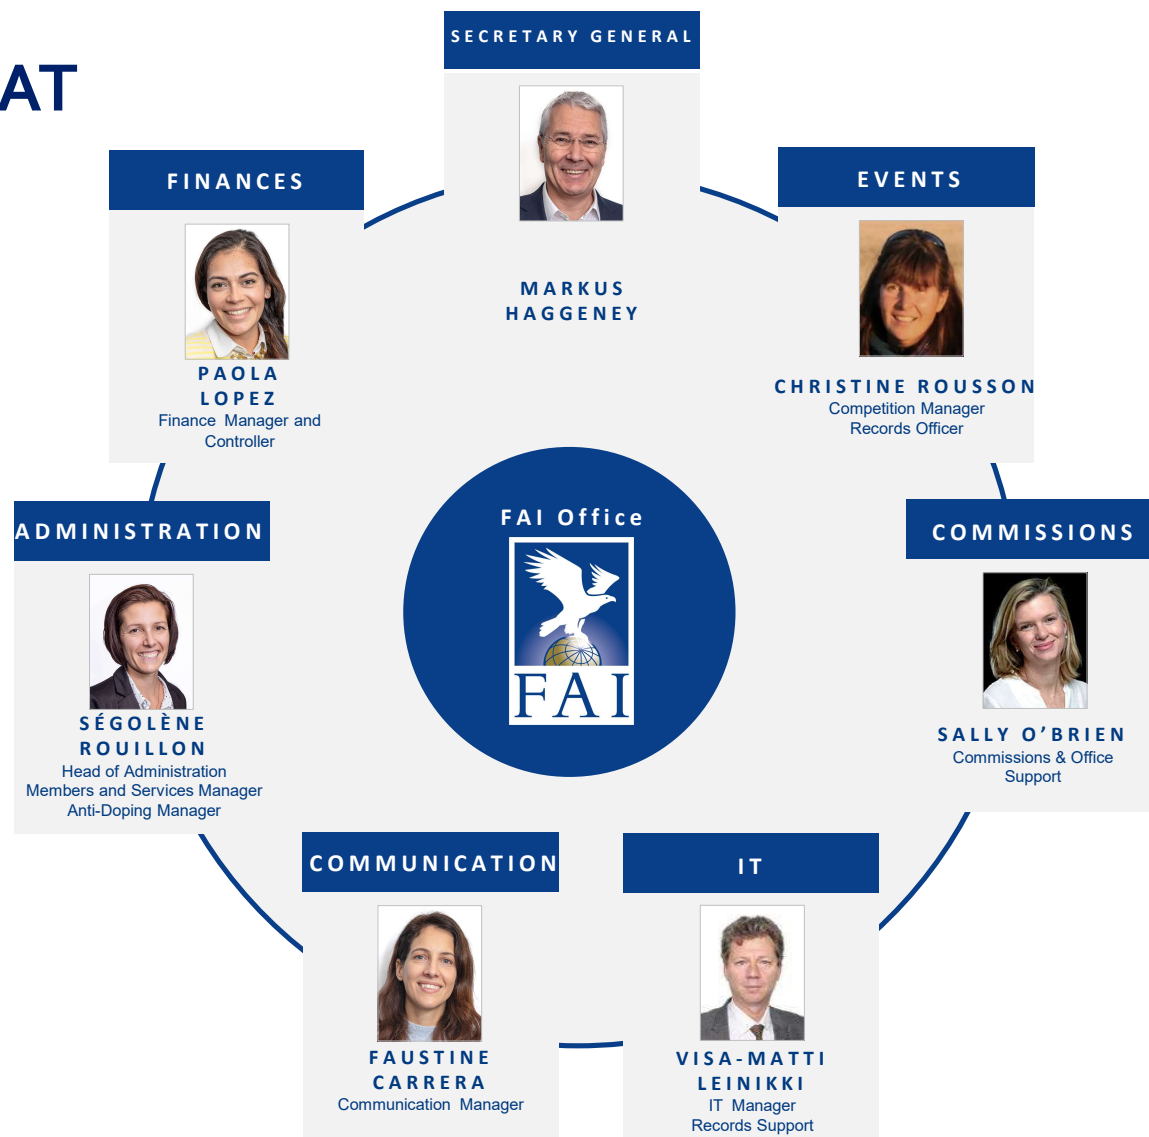 AT
SECRETARY GENERAL
MARKUS
HAGGENEY
FINANCES
PAOLA
LOPEZ
Finance Manager and
Controller
EVENTS
CHRISTINE ROUSSON
Competition Manager
Records Officer
ADMINISTRATION
SÉGOLÈNE
ROUILLON
Head of Administration
Members and Services Manager
Anti-Doping Manager
FAI Office
FAI
COMMISSIONS
SALLY O’BRIEN
Commissions & Office
Support
COMMUNICATION
FAUSTINE
CARRERA
Communication Manager
IT
VISA-MATTI
LEINIKKI
IT Manager
Records Support